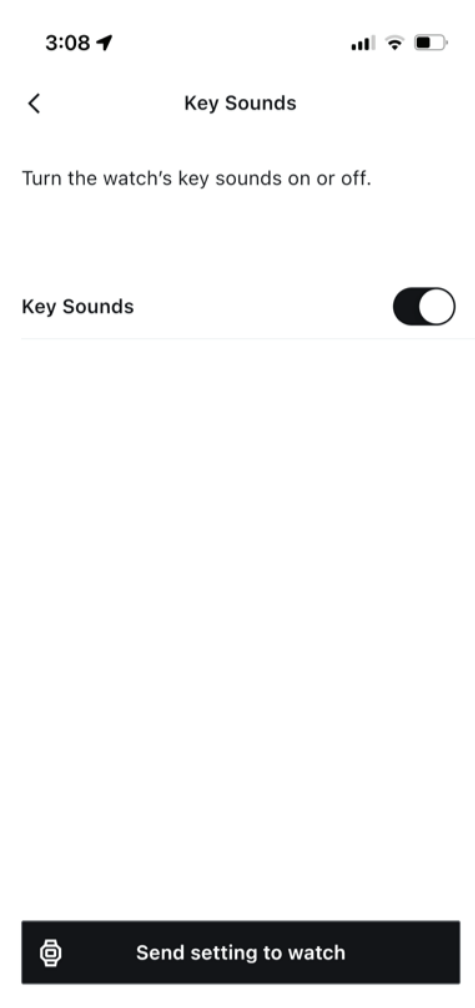 3:08
Key Sounds
Turn the watch's key sounds on or off.
Key Sounds
Send setting to watch